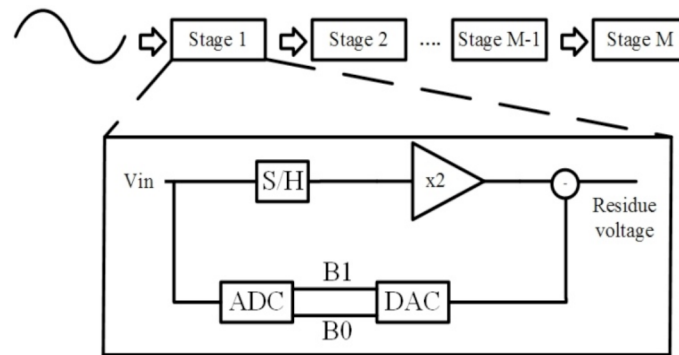 Stage 1 Stage 2 .... Stage M-1 Stage M
Vin S/H x2 -
Residue
voltage
B1
ADC DAC
B0